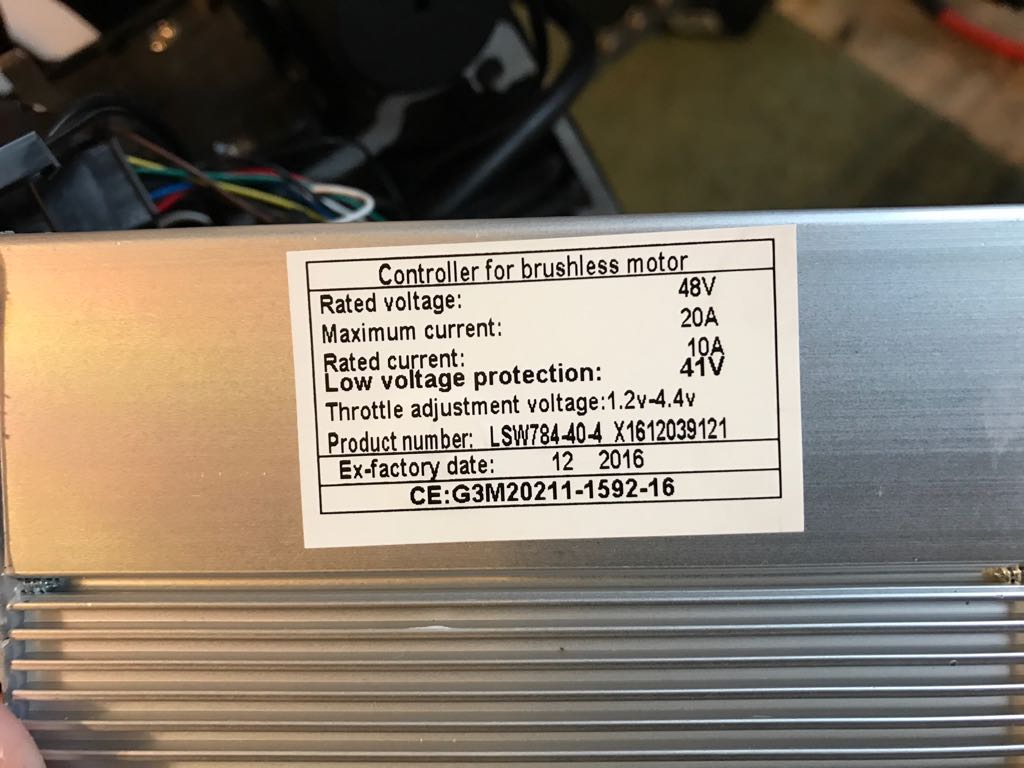 Controller for brushless motor
Rated voltage: 48V
Maximum current: 20A
Rated current: 10A
Low voltage protection: 41V
Throttle adjustment voltage:1.2v-4.4v
Product number: LSW784-40-4 X1612039121
Ex-factory date: 12 2016
CE:G3M20211-1592-16